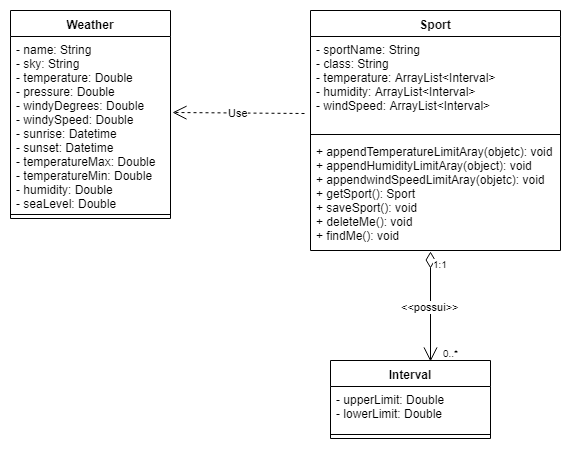 Weather
- name: String
- sky: String
- temperature: Double
- pressure: Double
- windyDegrees: Double
- windySpeed: Double
- sunrise: Datetime
- sunset: Datetime
- temperatureMax: Double
- temperatureMin: Double
- humidity: Double
- seaLevel: Double
Use
Sport
- sportName: String
- class: String
- temperature: ArrayList<Interval>
- humidity: ArrayList<Interval>
- windSpeed: ArrayList<Interval>
+ appendTemperatureLimitAray(objetc): void
+ appendHumidityLimitAray(object): void
+ appendwindSpeedLimitAray(objetc): void
+ getSport(): Sport
+ saveSport(): void
+ deleteMe(): void
+ findMe(): void
1:1
<<possui>>
0..*
Interval
- upperLimit: Double
- lowerLimit: Double